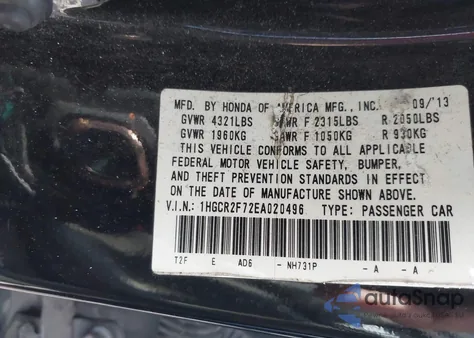 MFD. BY HONDA OF AMERICA MFG., INC. 09/'13
GVWR 4321LBS GAWR F 2315LBS R 2050LBS
GVWR 1960KG GAWR F 1050KG R 930KG
THIS VEHICLE CONFORMS TO ALL APPLICABLE
FEDERAL MOTOR VEHICLE SAFETY, BUMPER,
AND THEFT PREVENTION STANDARDS IN EFFECT
ON THE DATE OF MANUFACTURE SHOWN ABOVE.
V.I.N.: 1HGCR2F72EA020496 TYPE: PASSENGER CAR
T2F E AD6 - NH731P -A -A
autoSnap